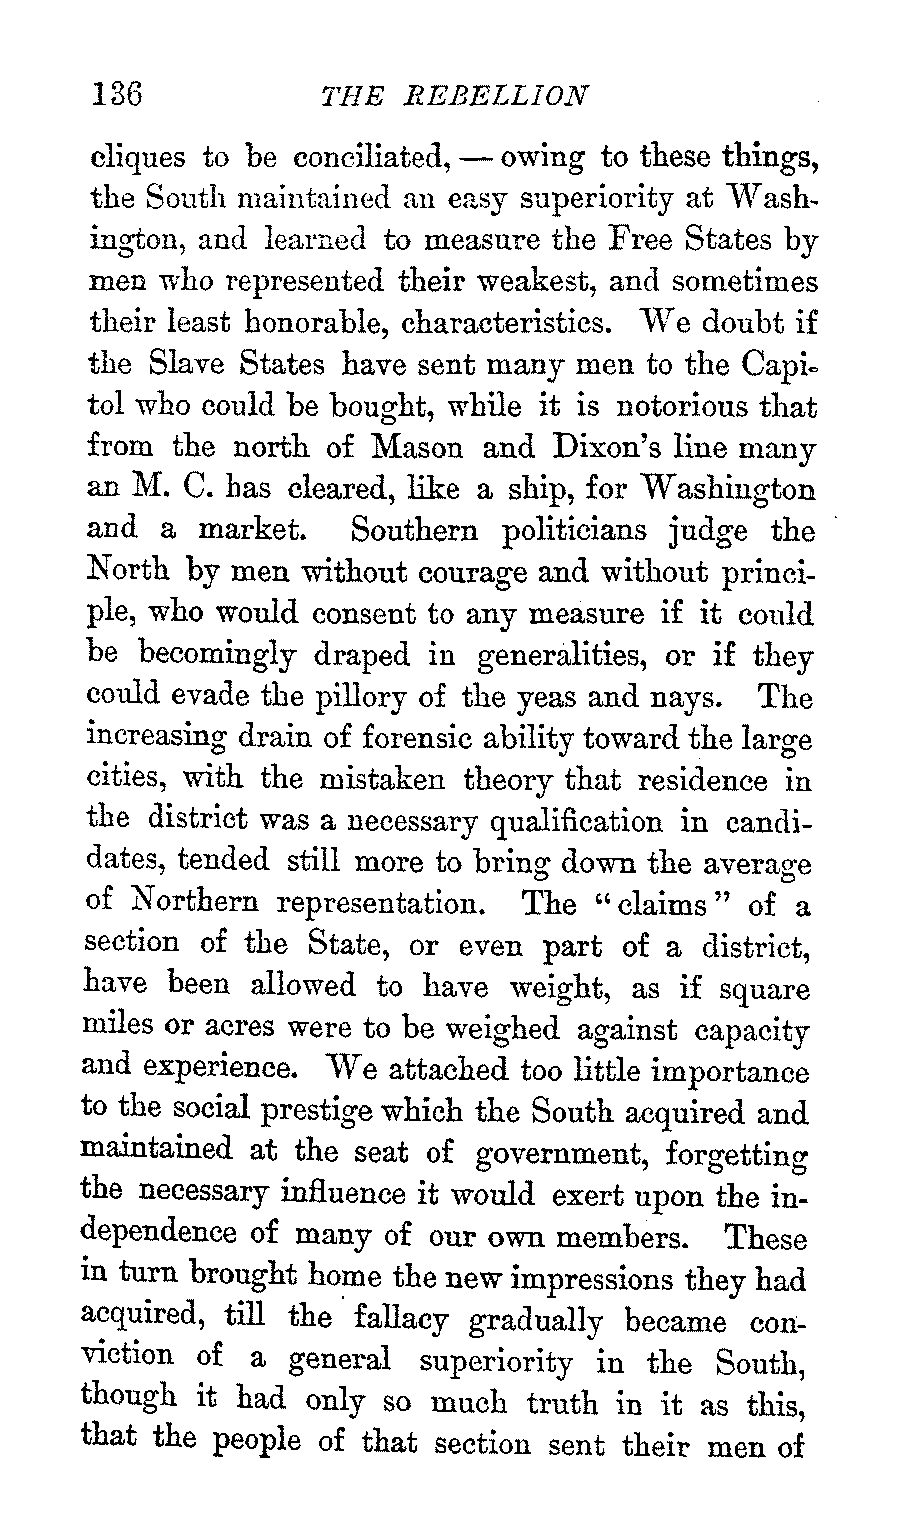 136 THE REBELLION
cliques to be conciliated, — owing to these things,
the South maintained an easy superiority at Wash-
ington, and learned to measure the Free States by
men who represented their weakest, and sometimes
their least honorable, characteristics. We doubt if
the Slave States have sent many men to the Capi-
tol who could be bought, while it is notorious that
from the north of Mason and Dixon's line many
an M. C. has cleared, like a ship, for Washington
and a market. Southern politicians judge the
North by men without courage and without princi-
ple, who would consent to any measure if it could
be becomingly draped in generalities, or if they
could evade the pillory of the yeas and nays. The
increasing drain of forensic ability toward the large
cities, with the mistaken theory that residence in
the district was a necessary qualification in candi-
dates, tended still more to bring down the average
of Northern representation. The "claims" of a
section of the State, or even part of a district,
have been allowed to have weight, as if square
miles or acres were to be weighed against capacity
and experience. We attached too little importance
to the social prestige which the South acquired and
maintained at the seat of government, forgetting
the necessary influence it would exert upon the in-
dependence of many of our own members. These
in turn brought home the new impressions they had
acquired, till the fallacy gradually became con-
viction of a general superiority in the South,
though it had only so much truth in it as this,
that the people of that section sent their men of